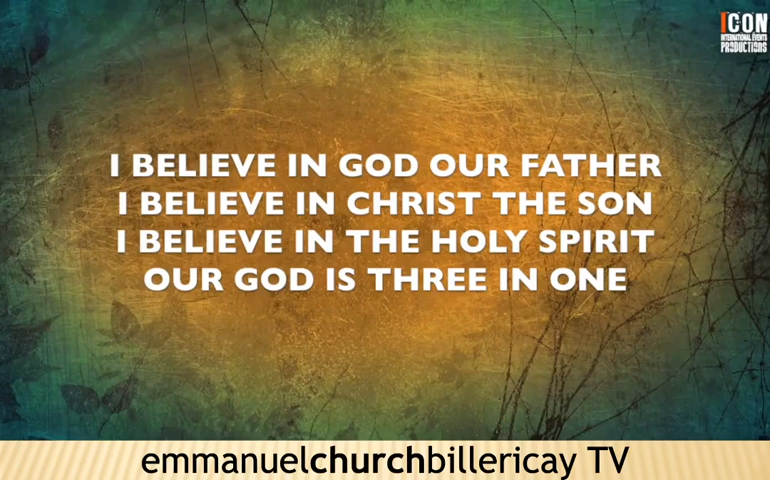 ICON
INTERNATIONAL EVENTS
PRODUCTIONS
I BELIEVE IN GOD OUR FATHER
I BELIEVE IN CHRIST THE SON
I BELIEVE IN THE HOLY SPIRIT
OUR GOD IS THREE IN ONE
emmanuelchurchbillericay TV